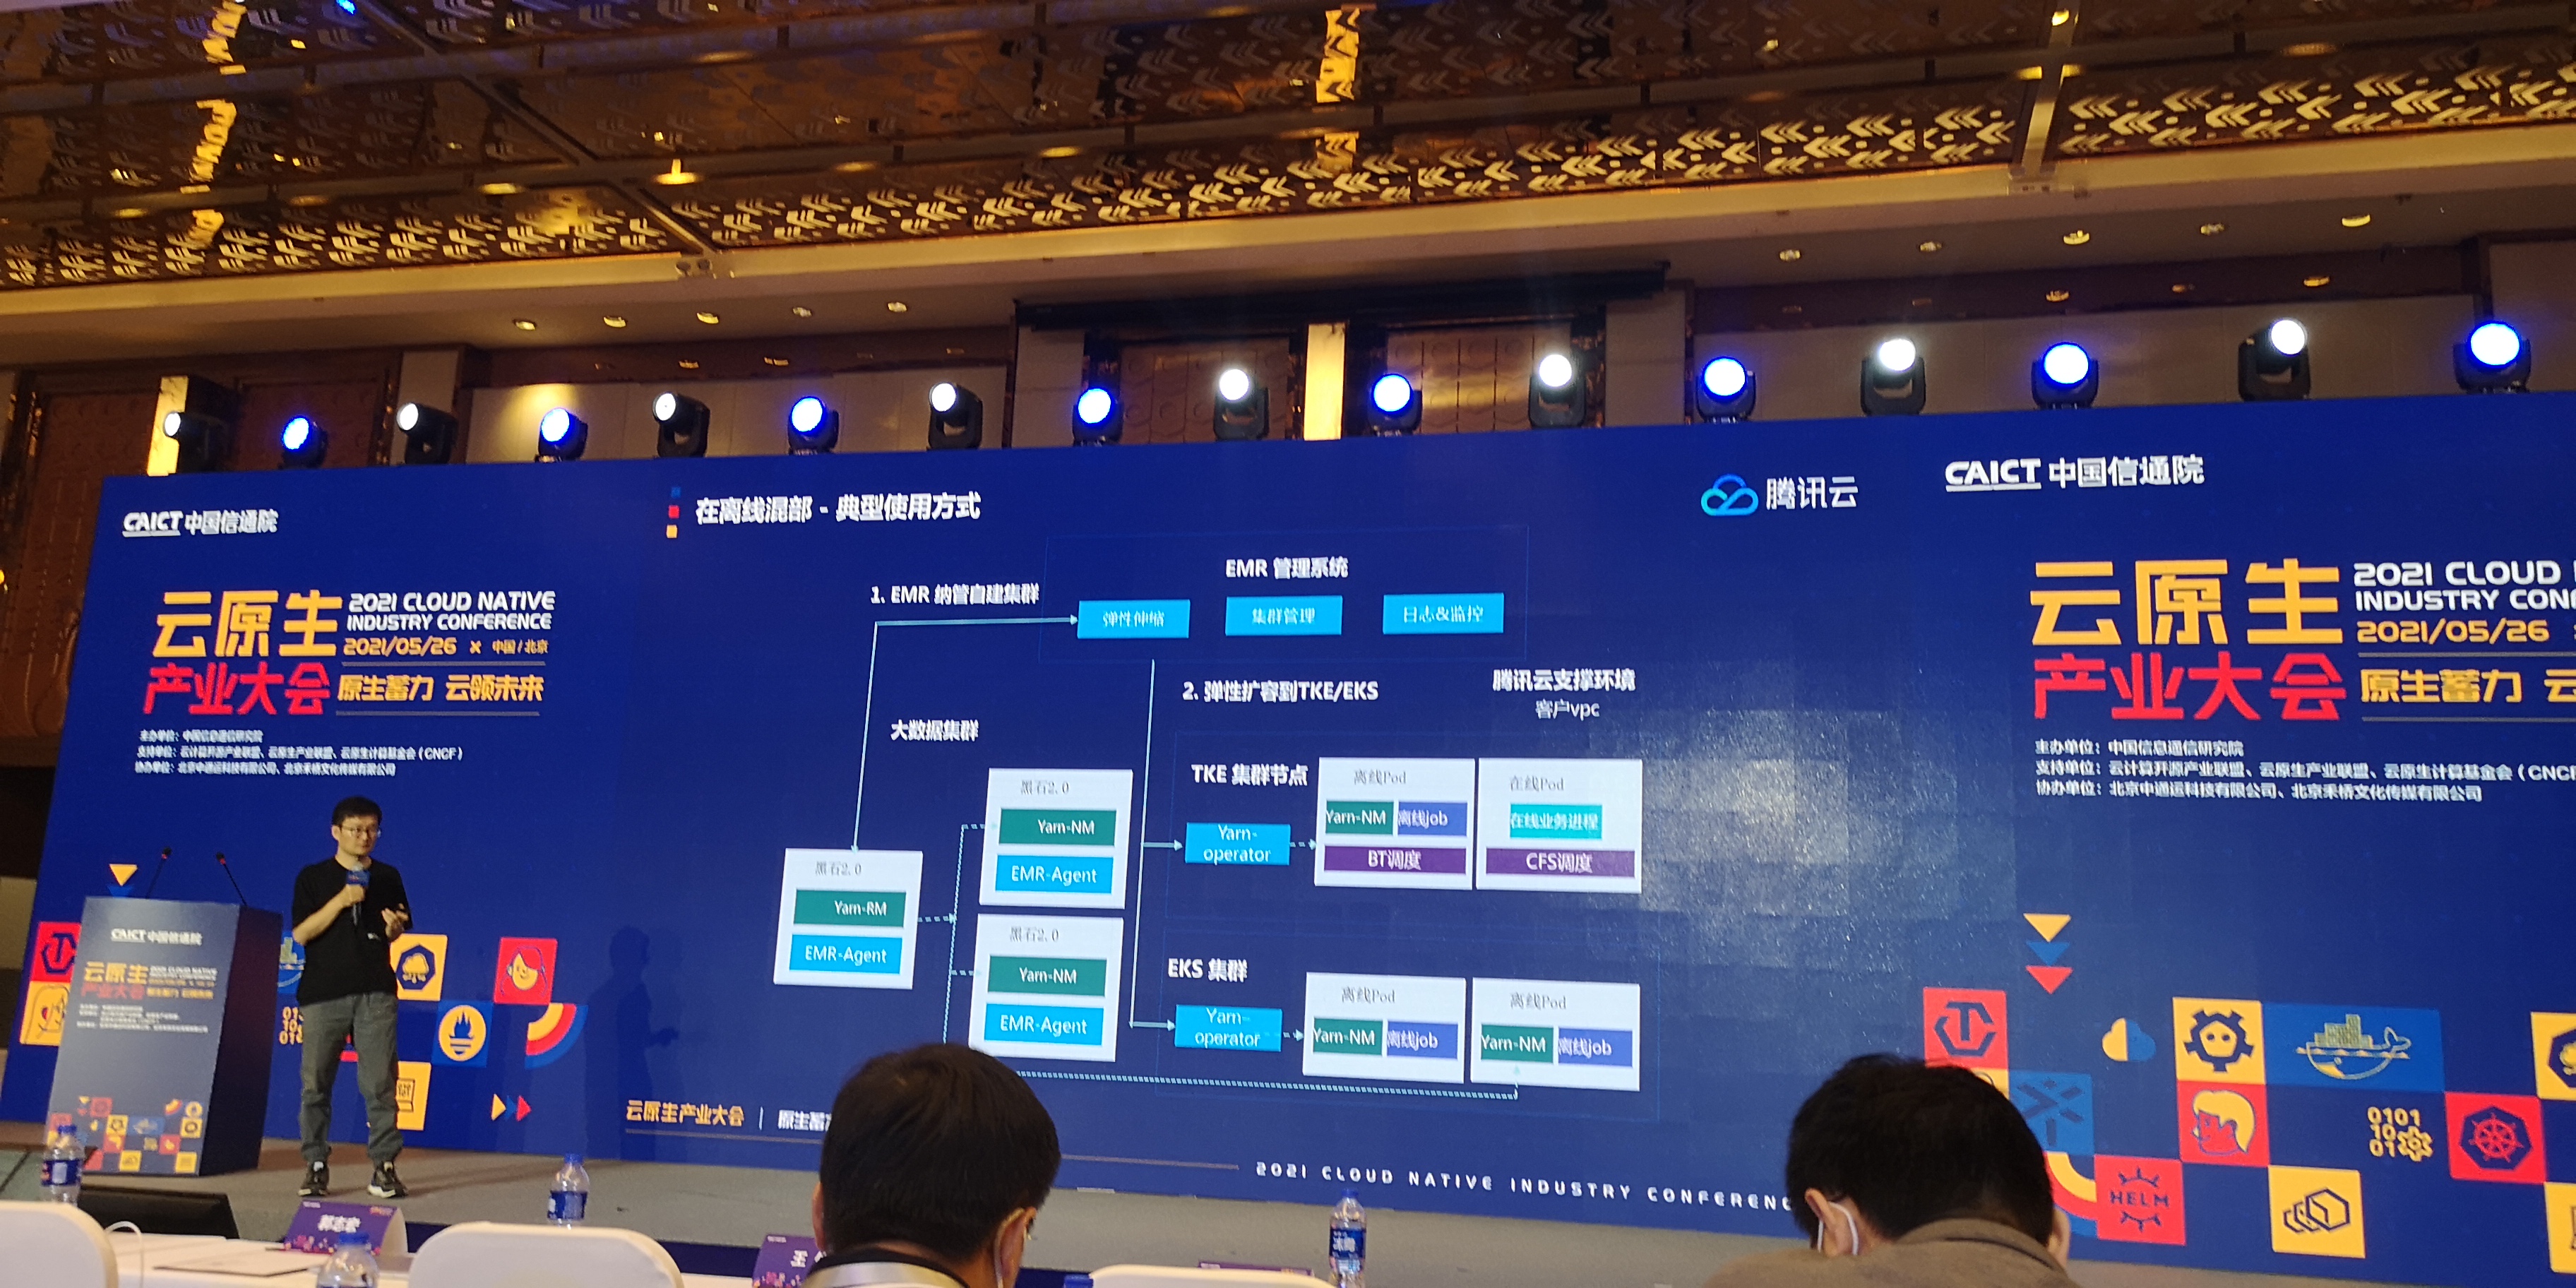 CAICT 中国信通院
云原生
产业大会
2021 CLOUD NATIVE
INDUSTRY CONFERENCE
2021/05/26 X 中国/北京
原生蓄力 云领未来
主办单位：中国信息通信研究院
支持单位：云计算开源产业联盟、云原生产业联盟、云原生计算基金会（CNCF）
协办单位：北京中通运科技有限公司、北京禾桥文化传媒有限公司
在离线混部 - 典型使用方式
腾讯云
EMR 管理系统
1. EMR 纳管自建集群
弹性伸缩
集群管理
日志&监控
2. 弹性扩容到TKE/EKS
腾讯云支撑环境
客户vpc
大数据集群
黑石2.0
Yarn-RM
EMR-Agent
黑石2.0
Yarn-NM
EMR-Agent
黑石2.0
Yarn-NM
EMR-Agent
TKE 集群节点
Yarn-
operator
离线Pod
Yarn-NM
离线job
BT调度
在线Pod
在线业务进程
CFS调度
EKS 集群
Yarn-
operator
离线Pod
Yarn-NM
离线job
离线Pod
Yarn-NM
离线job
云原生产业大会 | 原生蓄
2021 CLOUD NATIVE INDUSTRY CONFERENC
CAICT 中国信通院
云原生
产业大会
2021 CLOUD
INDUSTRY CON
2021/05/26
原生蓄力 云
主办单位：中国信息通信研究院
支持单位：云计算开源产业联盟、云原生产业联盟、云原生计算基金会（CNCF
协办单位：北京中通运科技有限公司、北京禾桥文化传媒有限公司
0101
10
01
HELM
CAICT 中国信通院
云原生
产业大会
郭志宏
王